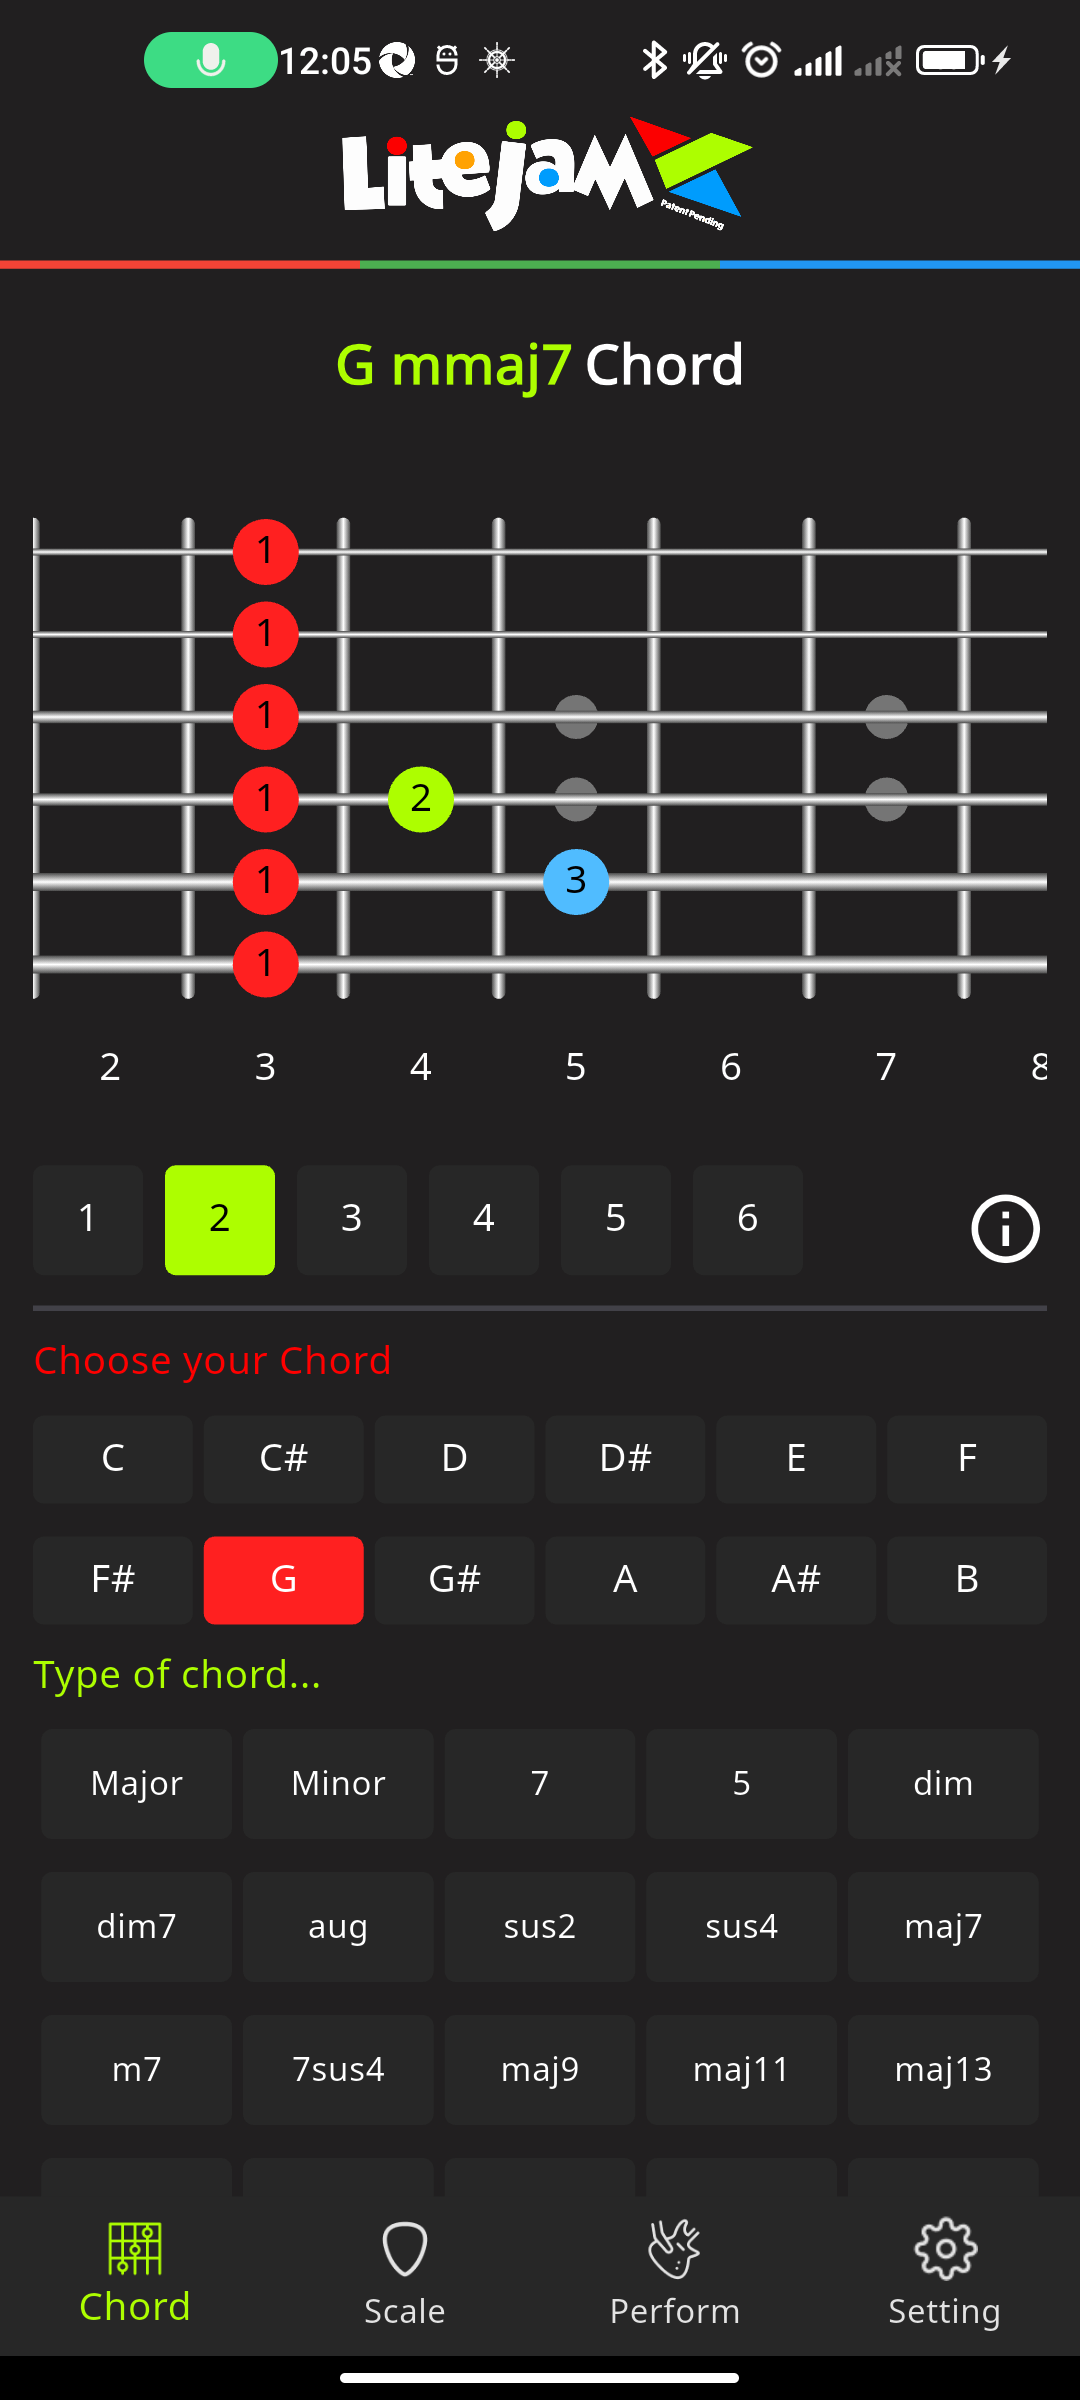 12:05
Litejam
Patent Pending
G mmaj7 Chord
1
1
1
1 2
1 3
1
2 3 4 5 6 7 8
1 2 3 4 5 6
Choose your Chord
C C# D D# E F
F# G G# A A# B
Type of chord...
Major Minor 7 5 dim
dim7 aug sus2 sus4 maj7
m7 7sus4 maj9 maj11 maj13
Chord Scale Perform Setting